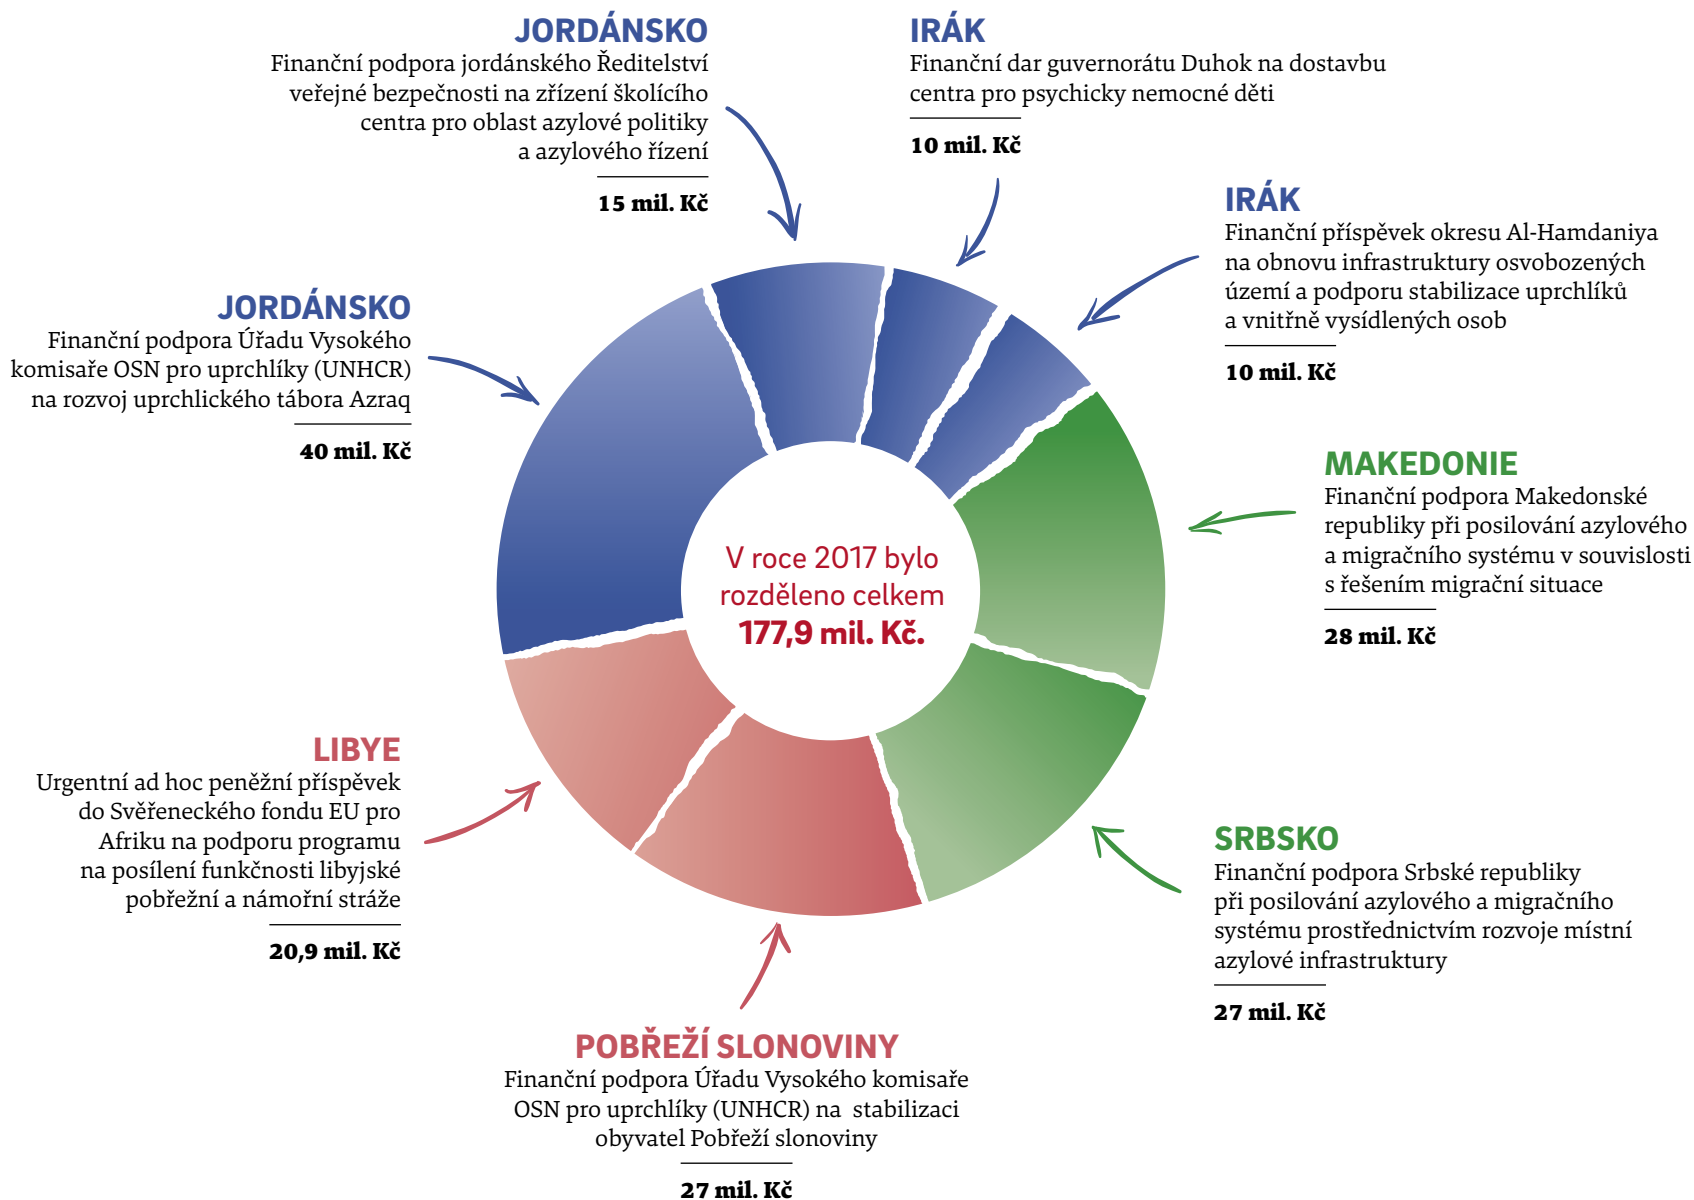 JORDÁNSKO
Finanční podpora jordánského Ředitelství
veřejné bezpečnosti na zřízení školícího
centra pro oblast azylové politiky
a azylového řízení
15 mil. Kč
IRÁK
Finanční dar guvernorátu Duhok na dostavbu
centra pro psychicky nemocné děti
10 mil. Kč
IRÁK
Finanční příspěvek okresu Al-Hamdaniya
na obnovu infrastruktury osvobozených
území a podporu stabilizace uprchlíků
a vnitřně vysídlených osob
10 mil. Kč
JORDÁNSKO
Finanční podpora Úřadu Vysokého
komisaře OSN pro uprchlíky (UNHCR)
na rozvoj uprchlického tábora Azraq
40 mil. Kč
MAKEDONIE
Finanční podpora Makedonské
republiky při posilování azylového
a migračního systému v souvislosti
s řešením migrační situace
28 mil. Kč
V roce 2017 bylo
rozděleno celkem
177,9 mil. Kč.
LIBYE
Urgentní ad hoc peněžní příspěvek
do Svěřeneckého fondu EU pro
Afriku na podporu programu
na posílení funkčnosti libyjské
pobřežní a námořní stráže
20,9 mil. Kč
SRBSKO
Finanční podpora Srbské republiky
při posilování azylového a migračního
systému prostřednictvím rozvoje místní
azylové infrastruktury
27 mil. Kč
POBŘEŽÍ SLONOVINY
Finanční podpora Úřadu Vysokého komisaře
OSN pro uprchlíky (UNHCR) na  stabilizaci
obyvatel Pobřeží slonoviny
27 mil. Kč